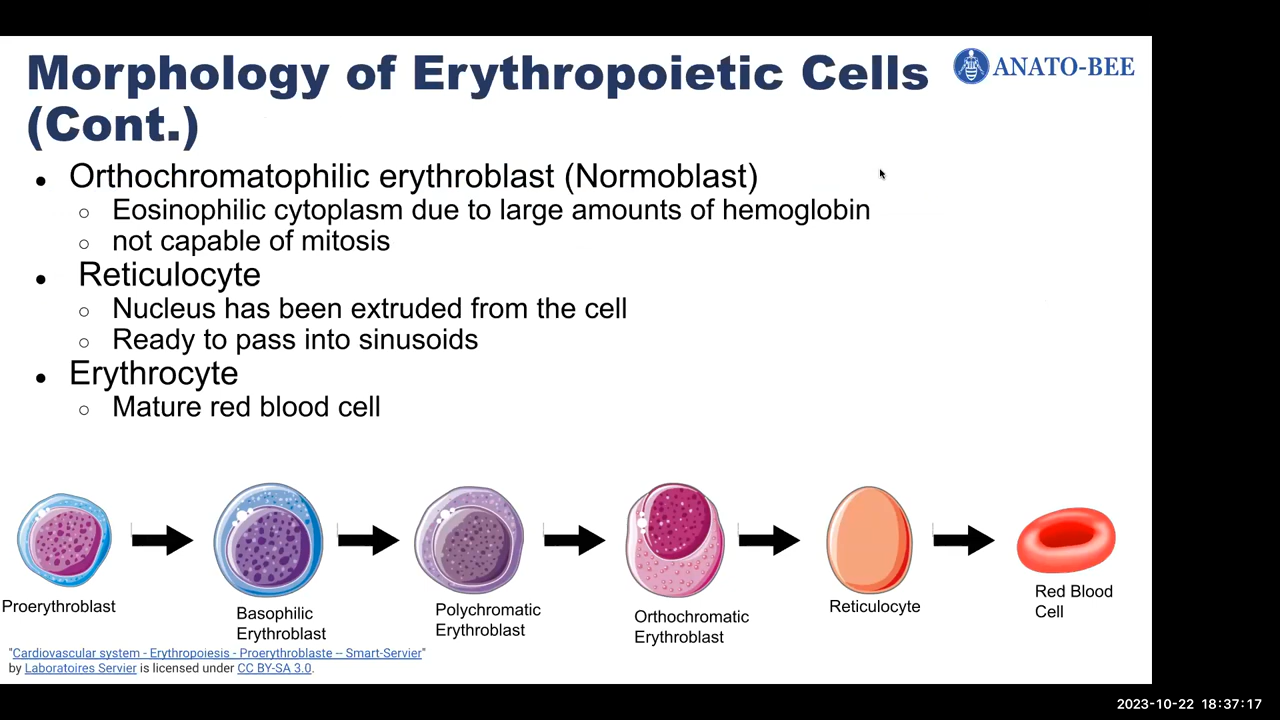 Morphology of Erythropoietic Cells
(Cont.)
ANATO-BEE
● Orthochromatophilic erythroblast (Normoblast)
○ Eosinophilic cytoplasm due to large amounts of hemoglobin
○ not capable of mitosis
● Reticulocyte
○ Nucleus has been extruded from the cell
○ Ready to pass into sinusoids
● Erythrocyte
○ Mature red blood cell
Proerythroblast
Basophilic
Erythroblast
Polychromatic
Erythroblast
Orthochromatic
Erythroblast
Reticulocyte
Red Blood
Cell
"Cardiovascular system - Erythropoiesis - Proerythroblaste -- Smart-Servier"
by Laboratoires Servier is licensed under CC BY-SA 3.0.
2023-10-22 18:37:17